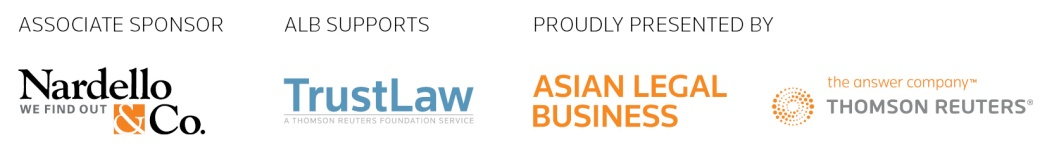 ASSOCIATE SPONSOR
Nardello
WE FIND OUT
& Co.
ALB SUPPORTS
TrustLaw
A THOMSON REUTERS FOUNDATION SERVICE
PROUDLY PRESENTED BY
ASIAN LEGAL
BUSINESS
the answer company™
THOMSON REUTERS®